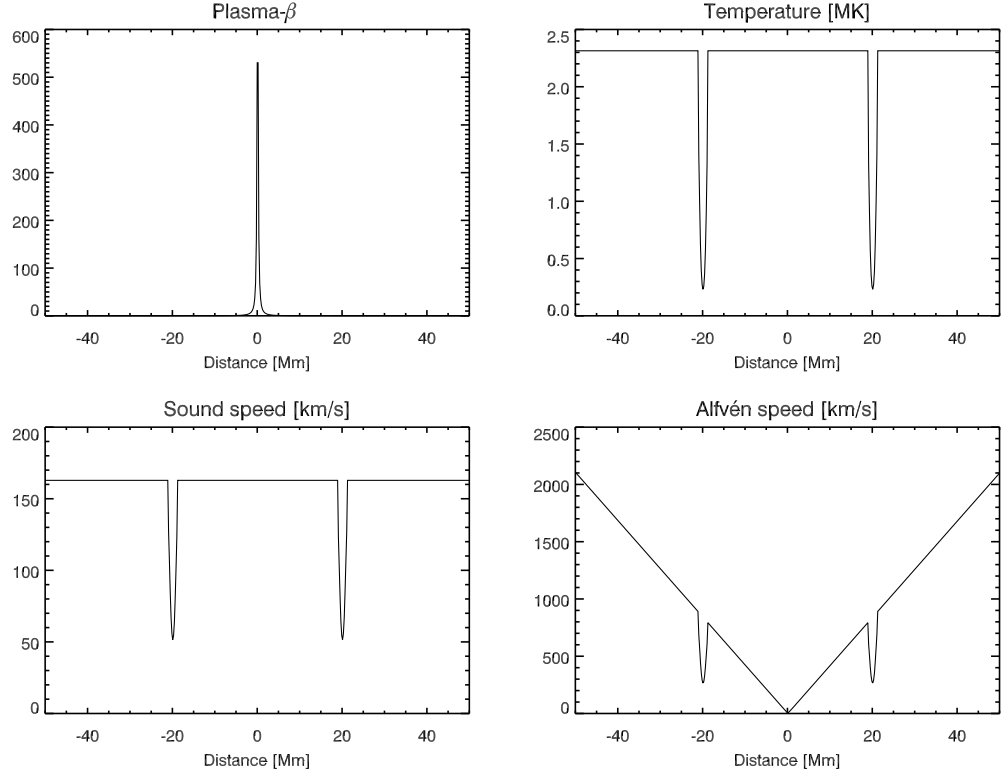 Plasma-β
600
500
400
300
200
100
0
-40 -20 0 20 40
Distance [Mm]
Temperature [MK]
2.5
2.0
1.5
1.0
0.5
0.0
-40 -20 0 20 40
Distance [Mm]
Sound speed [km/s]
200
150
100
50
0
-40 -20 0 20 40
Distance [Mm]
Alfvén speed [km/s]
2500
2000
1500
1000
500
0
-40 -20 0 20 40
Distance [Mm]